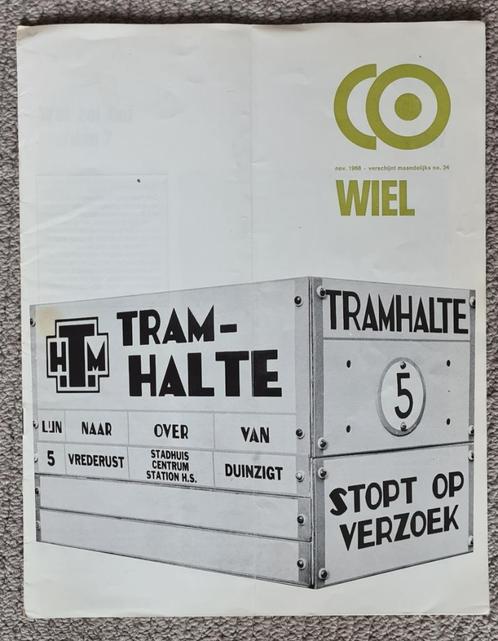 CO
nov. 1968 - verschijnt maandelijks no. 34
WIEL
HTM
TRAM-
HALTE
LIJN NAAR OVER VAN
5 VREDERUST STADHUIS CENTRUM STATION H.S. DUINZIGT
TRAMHALTE
5
STOPT OP
VERZOEK